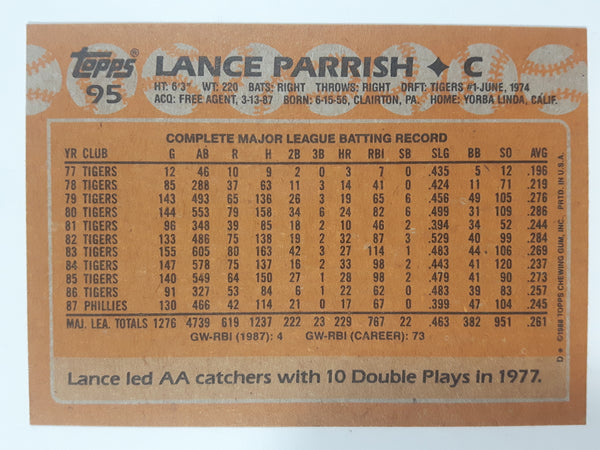 Topps LANCE PARRISH ✦ C
95 HT: 6'3" WT: 220 BATS: RIGHT THROWS: RIGHT DRFT: TIGERS #1-JUNE, 1974
ACQ: FREE AGENT, 3-13-87 BORN: 6-15-56, CLAIRTON, PA. HOME: YORBA LINDA, CALIF.
COMPLETE MAJOR LEAGUE BATTING RECORD
YR CLUB G AB R H 2B 3B HR RBI SB SLG BB SO AVG
77 TIGERS 12 46 10 9 2 0 3 7 0 .435 5 12 .196
78 TIGERS 85 288 37 63 11 3 14 41 0 .424 11 71 .219
79 TIGERS 143 493 65 136 26 3 19 65 6 .456 49 105 .276
80 TIGERS 144 553 79 158 34 6 24 82 6 .499 31 109 .286
81 TIGERS 96 348 39 85 18 2 10 46 2 .394 34 52 .244
82 TIGERS 133 486 75 138 19 2 32 87 3 .529 40 99 .284
83 TIGERS 155 605 80 163 42 3 27 114 1 .483 44 106 .269
84 TIGERS 147 578 75 137 16 2 33 98 2 .443 41 120 .237
85 TIGERS 140 549 64 150 27 1 28 98 2 .479 41 90 .273
86 TIGERS 91 327 53 84 6 1 22 62 0 .483 38 83 .257
87 PHILLIES 130 466 42 114 21 0 17 67 0 .399 47 104 .245
MAJ. LEA. TOTALS 1276 4739 619 1237 222 23 229 767 22 .463 382 951 .261
GW-RBI (1987): 4 GW-RBI (CAREER): 73
Lance led AA catchers with 10 Double Plays in 1977.
D* ©1988 TOPPS CHEWING GUM, INC. PRTD. IN U.S.A.